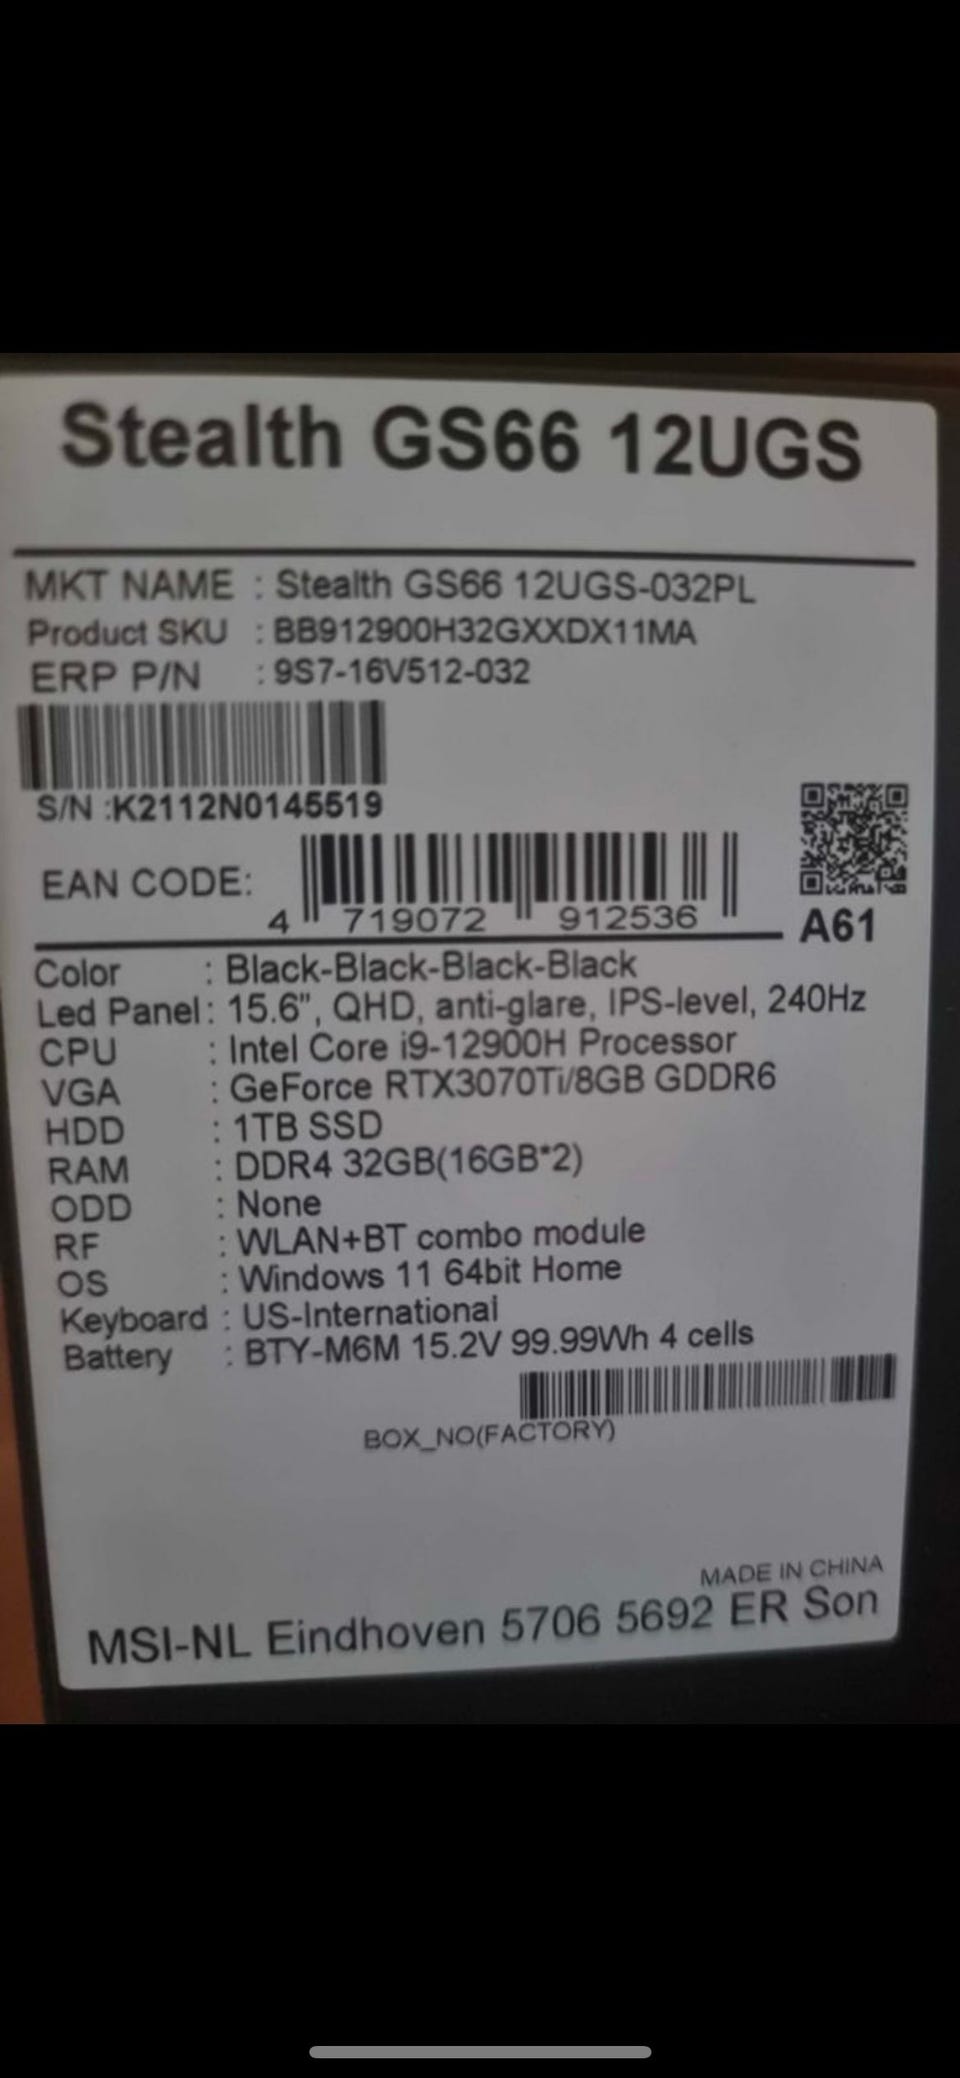 Stealth GS66 12UGS
MKT NAME : Stealth GS66 12UGS-032PL
Product SKU : BB912900H32GXXDX11MA
ERP P/N : 9S7-16V512-032
S/N :K2112N0145519
EAN CODE:
4 719072 912536
A61
Color : Black-Black-Black-Black
Led Panel: 15.6", QHD, anti-glare, IPS-level, 240Hz
CPU : Intel Core i9-12900H Processor
VGA : GeForce RTX3070Ti/8GB GDDR6
HDD : 1TB SSD
RAM : DDR4 32GB(16GB*2)
ODD : None
RF : WLAN+BT combo module
OS : Windows 11 64bit Home
Keyboard : US-International
Battery : BTY-M6M 15.2V 99.99Wh 4 cells
BOX_NO(FACTORY)
MADE IN CHINA
MSI-NL Eindhoven 5706 5692 ER Son